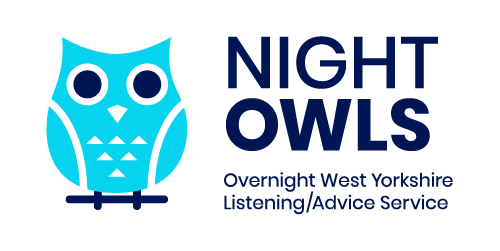 NIGHT
OWLS
Overnight West Yorkshire
Listening/Advice Service